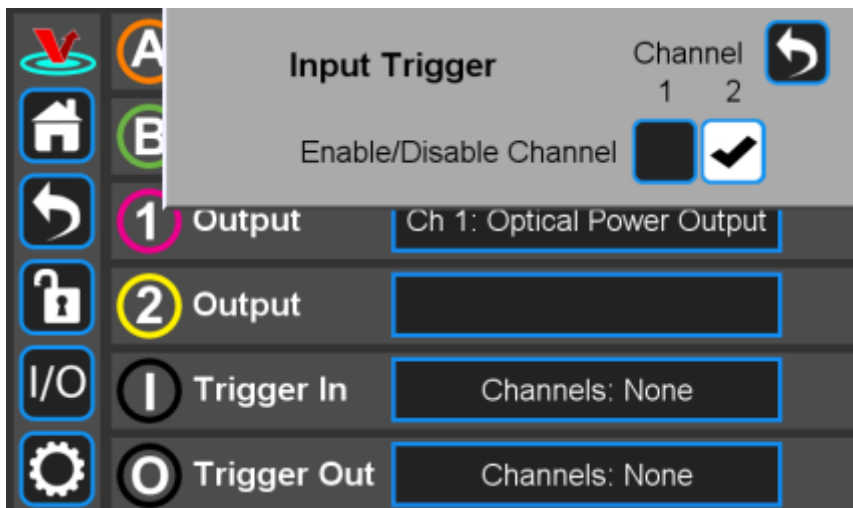 A
Input Trigger
Channel
1 2
B
Enable/Disable Channel
1 Output Ch 1: Optical Power Output
2 Output
I/O
I Trigger In Channels: None
O Trigger Out Channels: None